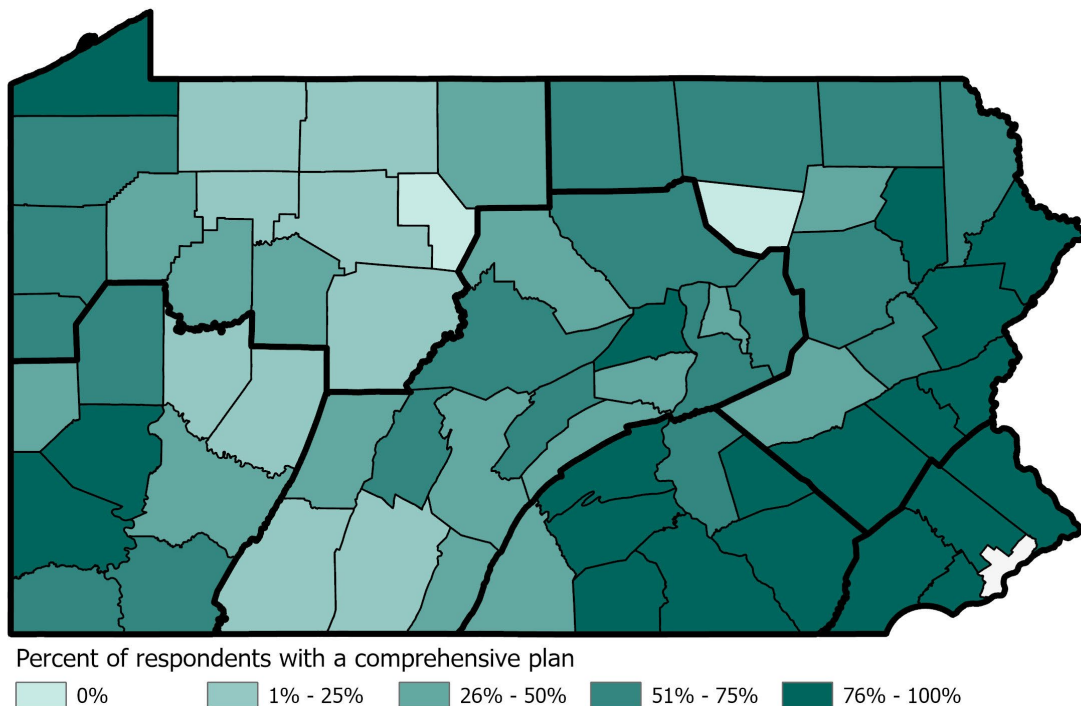 Percent of respondents with a comprehensive plan
0% 1% - 25% 26% - 50% 51% - 75% 76% - 100%